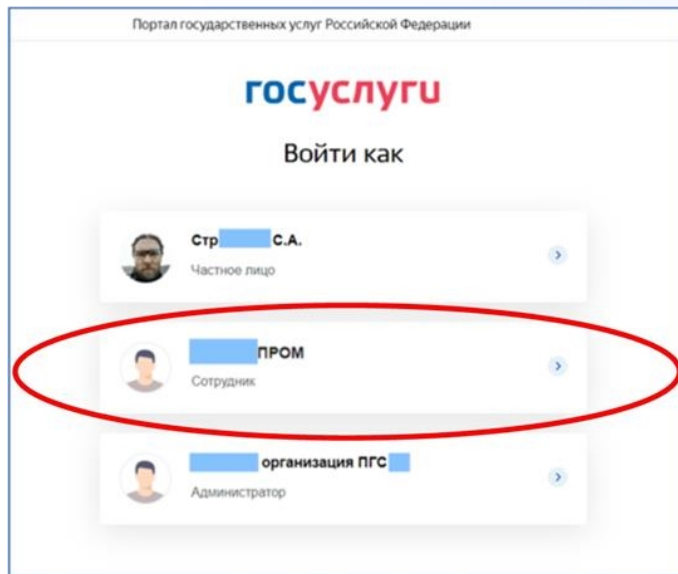 Портал государственных услуг Российской Федерации
госуслуги
Войти как
Стр С.А.
Частное лицо
ПРОМ
Сотрудник
организация ПГС
Администратор